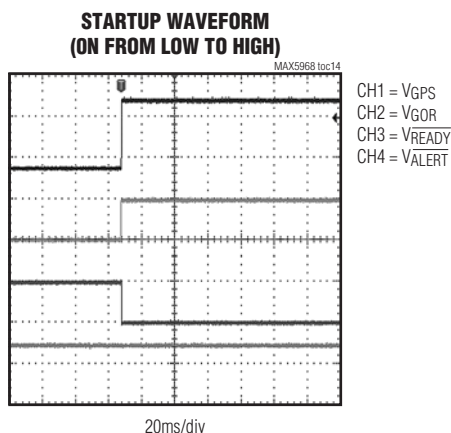 STARTUP WAVEFORM
(ON FROM LOW TO HIGH)
MAX5968 toc14
CH1 = VGPS
CH2 = VGOR
CH3 = VREADY
CH4 = VALERT
20ms/div